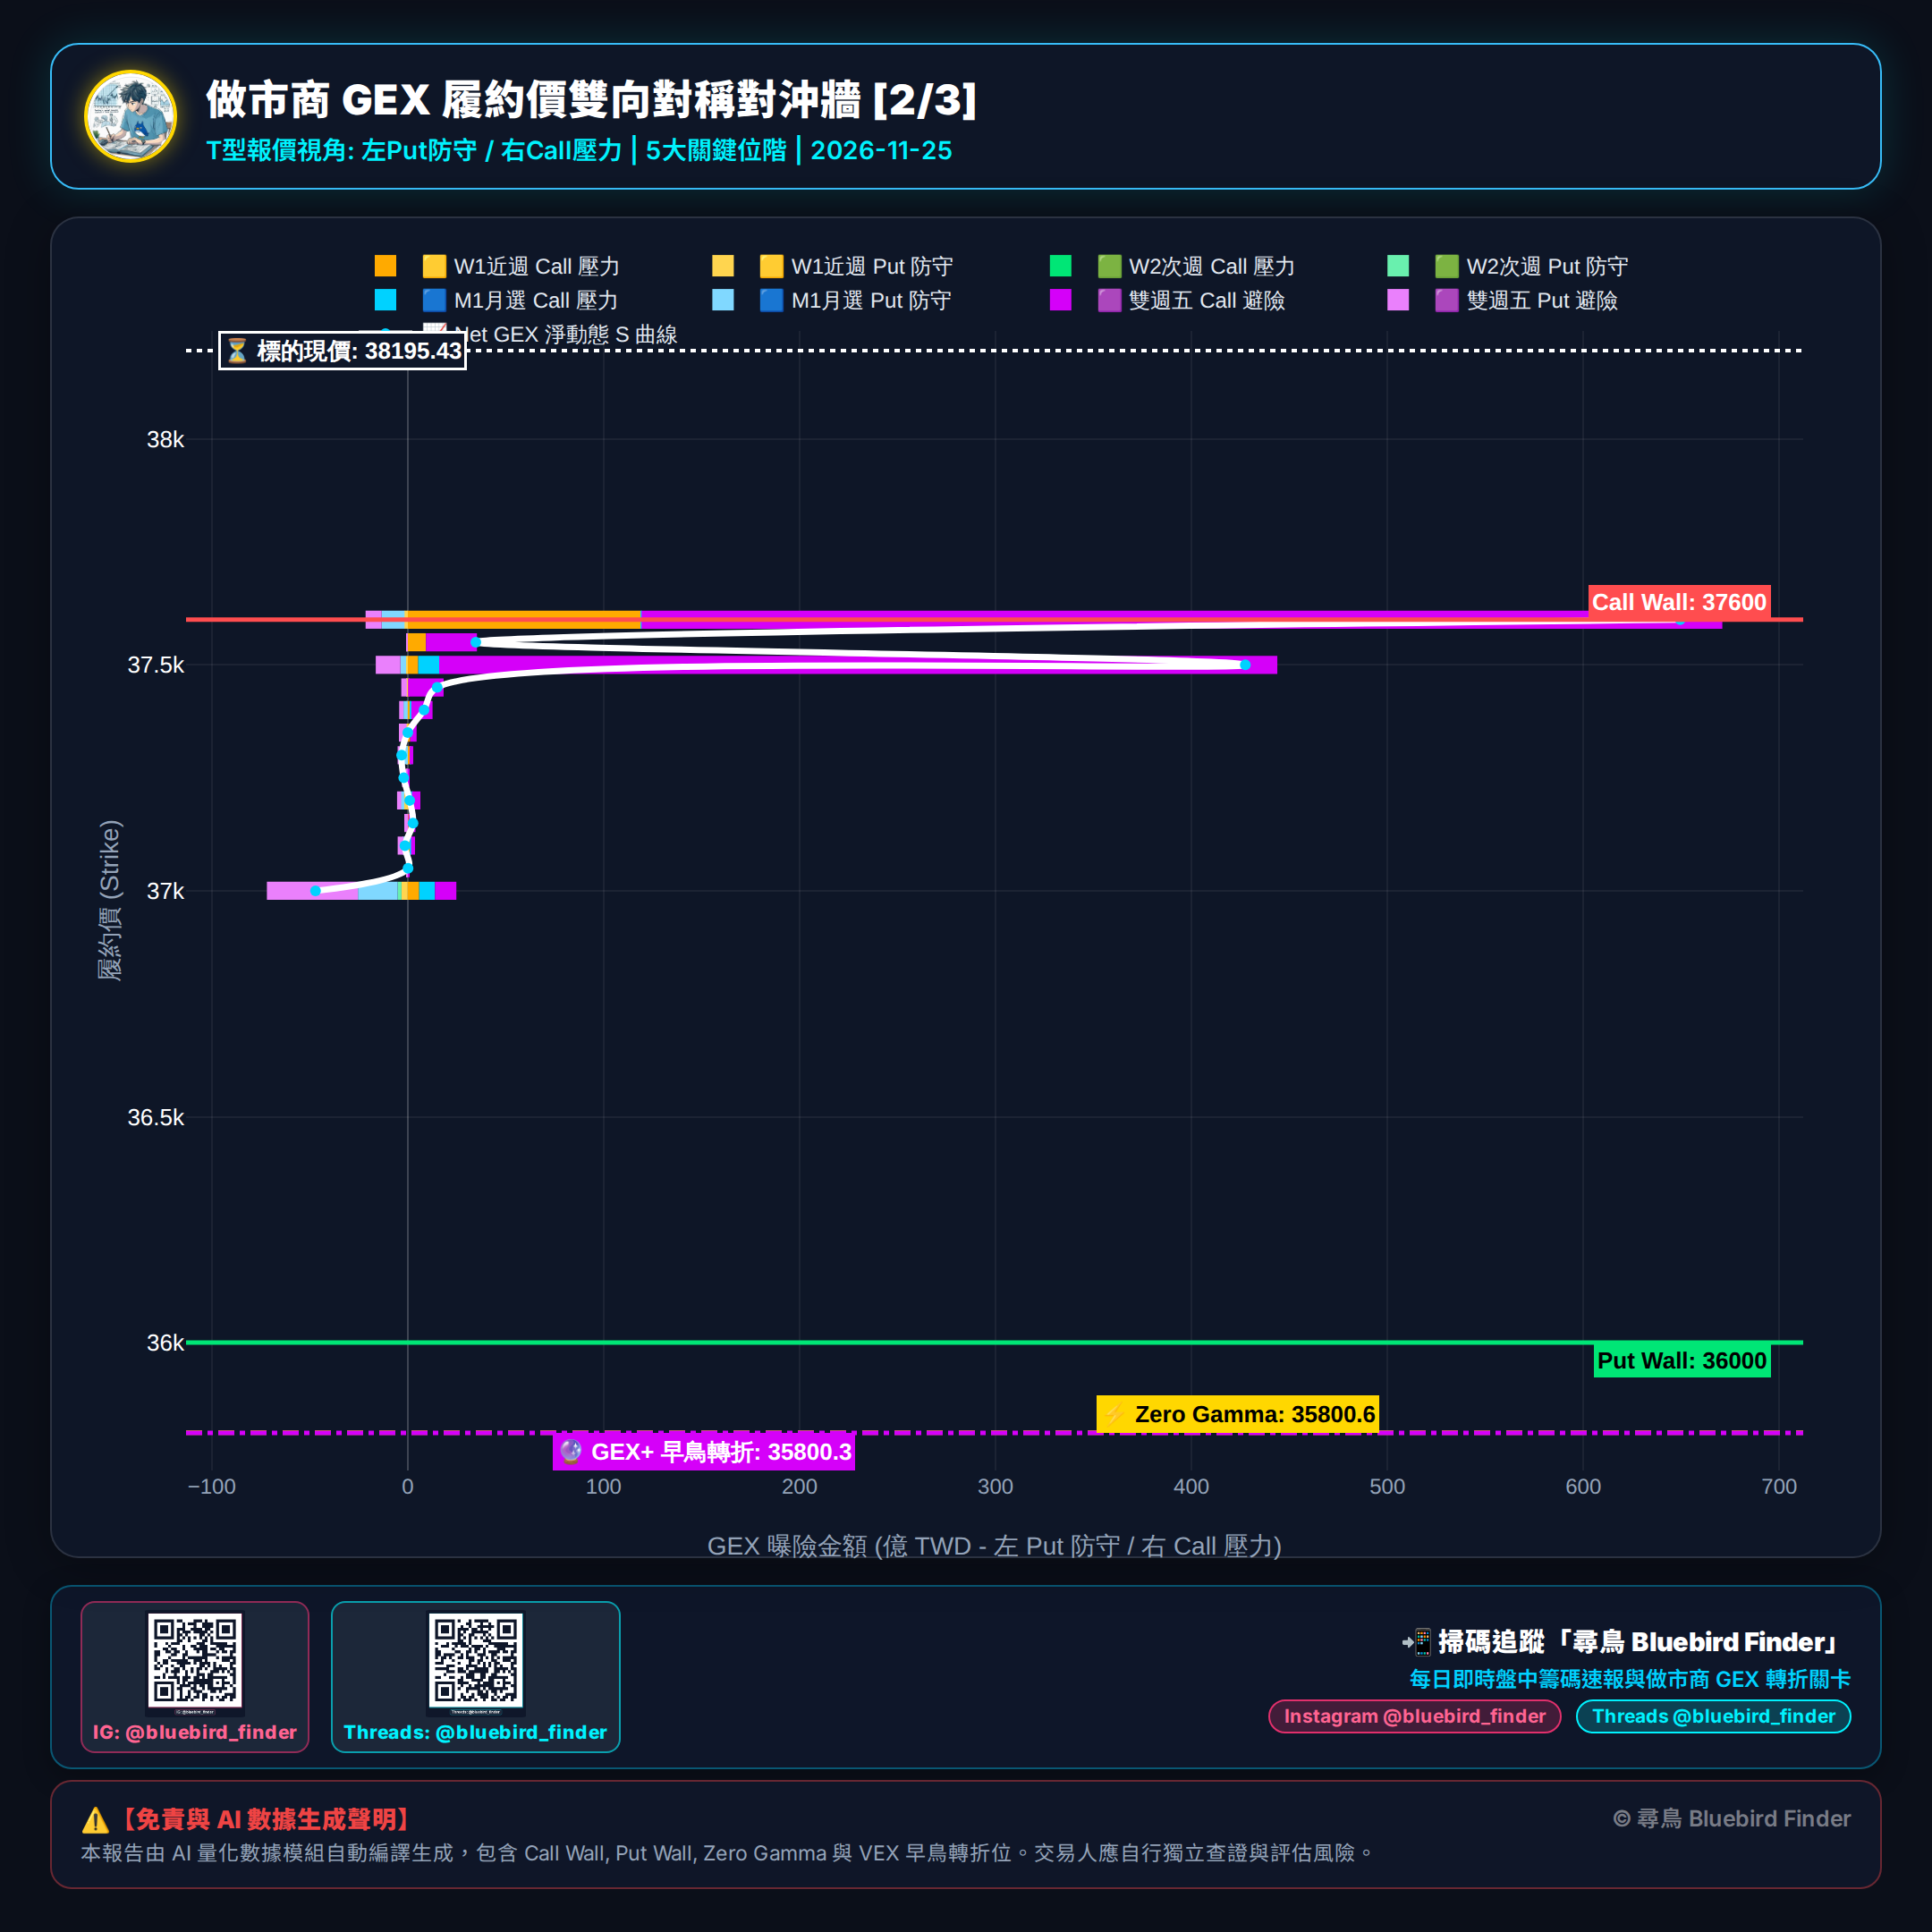 做市商 GEX 履約價雙向對稱對沖牆 [2/3]
T型報價視角: 左Put防守 / 右Call壓力 | 5大關鍵位階 | 2026-11-25
🟨 W1近週 Call 壓力
🟨 W1近週 Put 防守
🟩 W2次週 Call 壓力
🟩 W2次週 Put 防守
🟦 M1月選 Call 壓力
🟦 M1月選 Put 防守
🟪 雙週五 Call 避險
🟪 雙週五 Put 避險
📈 Net GEX 淨動態 S 曲線
⏳ 標的現價: 38195.43
38k
Call Wall: 37600
37.5k
37k
履約價 (Strike)
36.5k
36k
Put Wall: 36000
⚡ Zero Gamma: 35800.6
🔮 GEX+ 早鳥轉折: 35800.3
−100
0
100
200
300
400
500
600
700
GEX 曝險金額 (億 TWD - 左 Put 防守 / 右 Call 壓力)
IG: @bluebird_finder
IG: @bluebird_finder
Threads: @bluebird_finder
Threads: @bluebird_finder
📲 掃碼追蹤「尋鳥 Bluebird Finder」
每日即時盤中籌碼速報與做市商 GEX 轉折關卡
Instagram @bluebird_finder
Threads @bluebird_finder
⚠️【免責與 AI 數據生成聲明】
© 尋鳥 Bluebird Finder
本報告由 AI 量化數據模組自動編譯生成，包含 Call Wall, Put Wall, Zero Gamma 與 VEX 早鳥轉折位。交易人應自行獨立查證與評估風險。